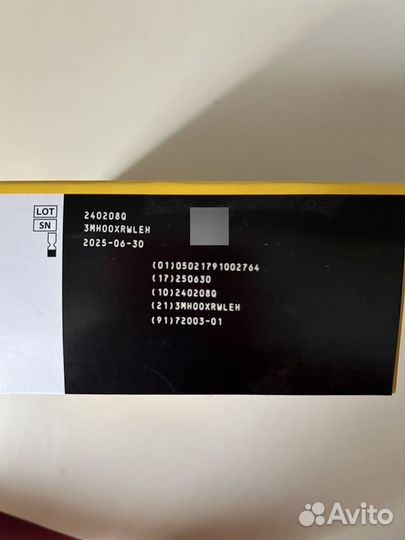 LOT
SN
240208Q
3MH00XRWLEH
2025-06-30
(01)05021791002764
(17)250630
(10)240208Q
(21)3MH00XRWLEH
(91)72003-01
Avito